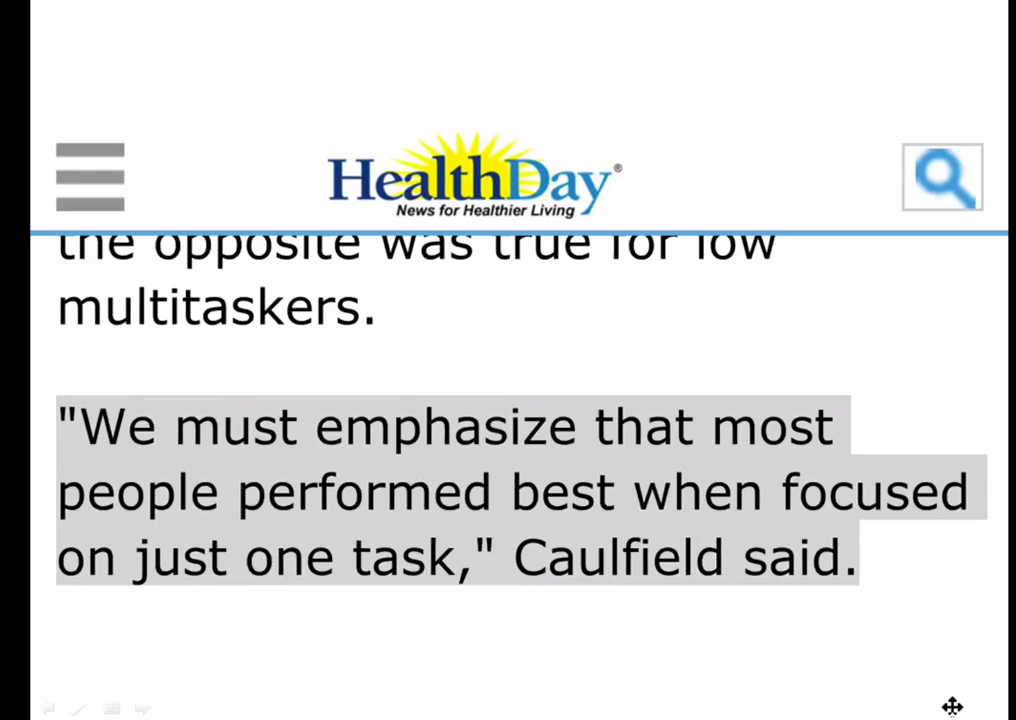 HealthDay®
News for Healthier Living
the opposite was true for low
multitaskers.
"We must emphasize that most
people performed best when focused
on just one task," Caulfield said.